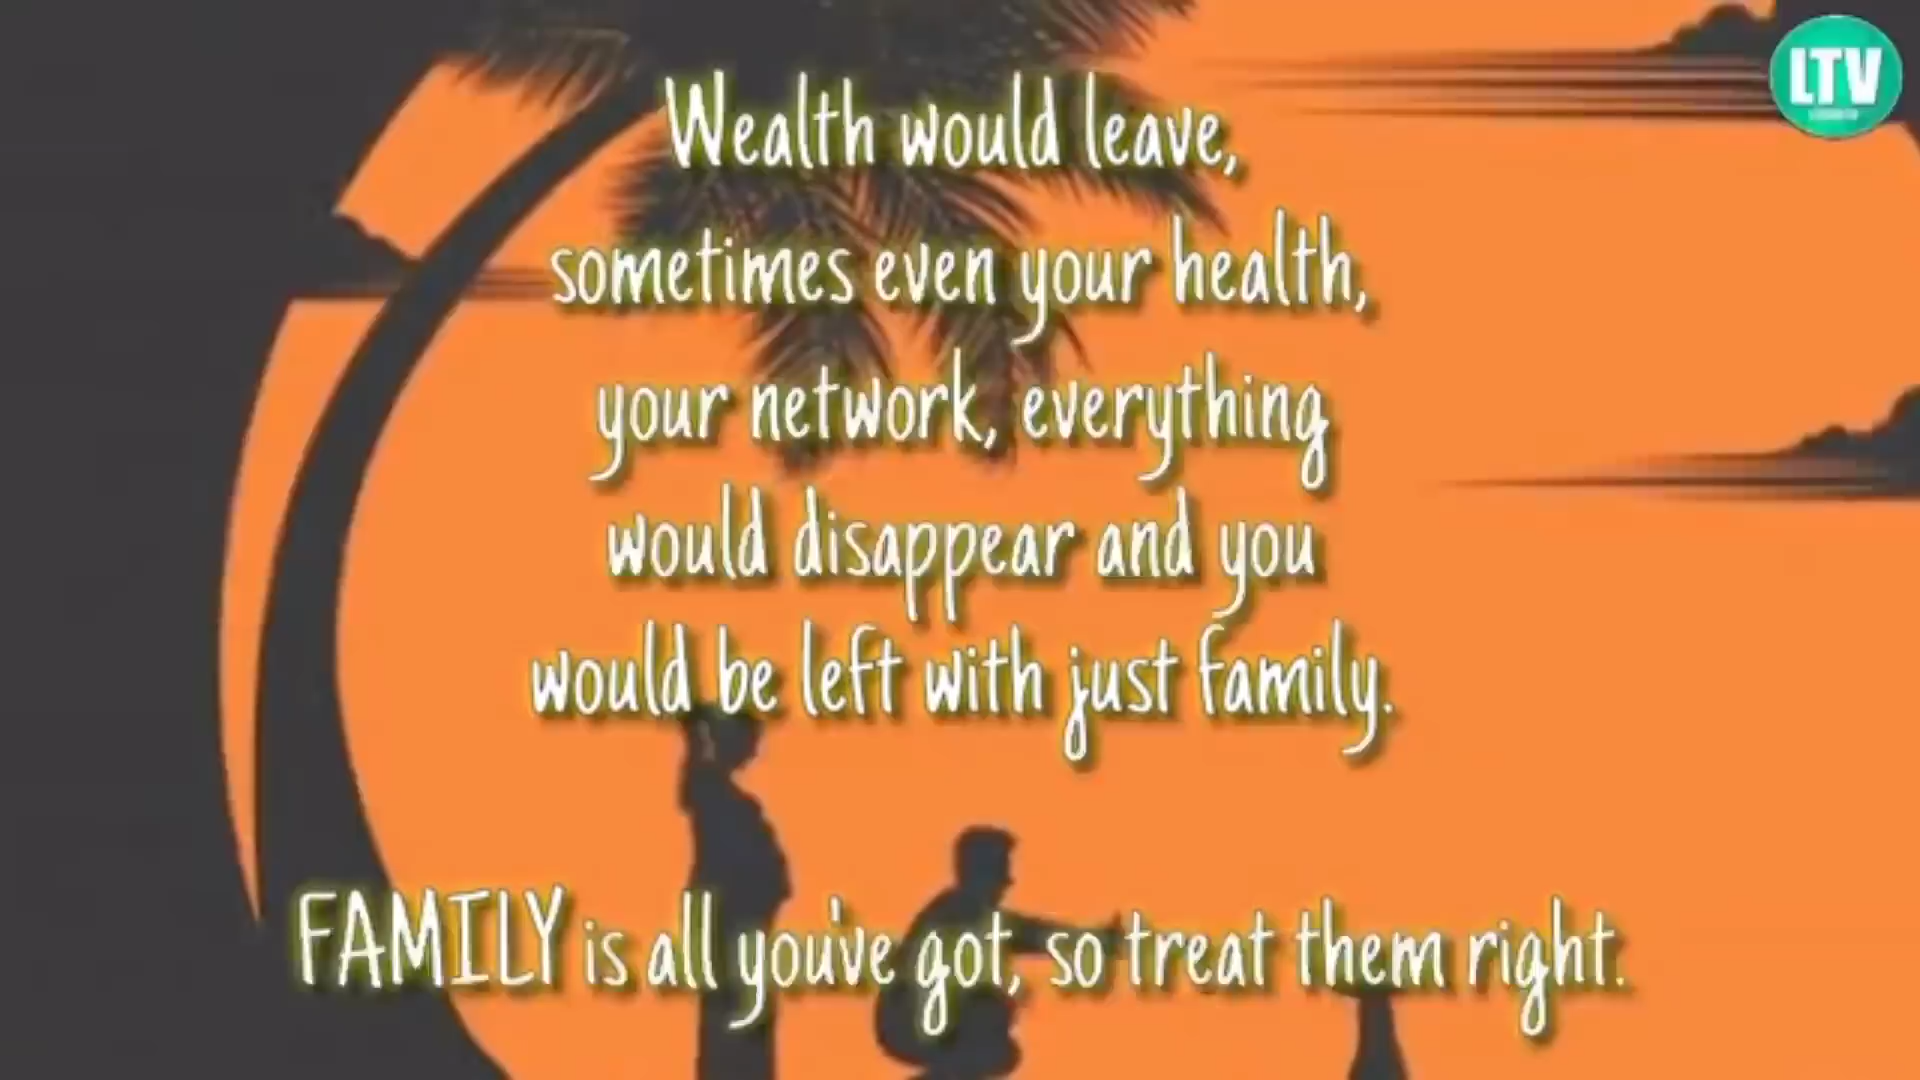 LTV
Wealth would leave,
sometimes even your health,
your network, everything
would disappear and you
would be left with just family.
FAMILY is all you've got, so treat them right.